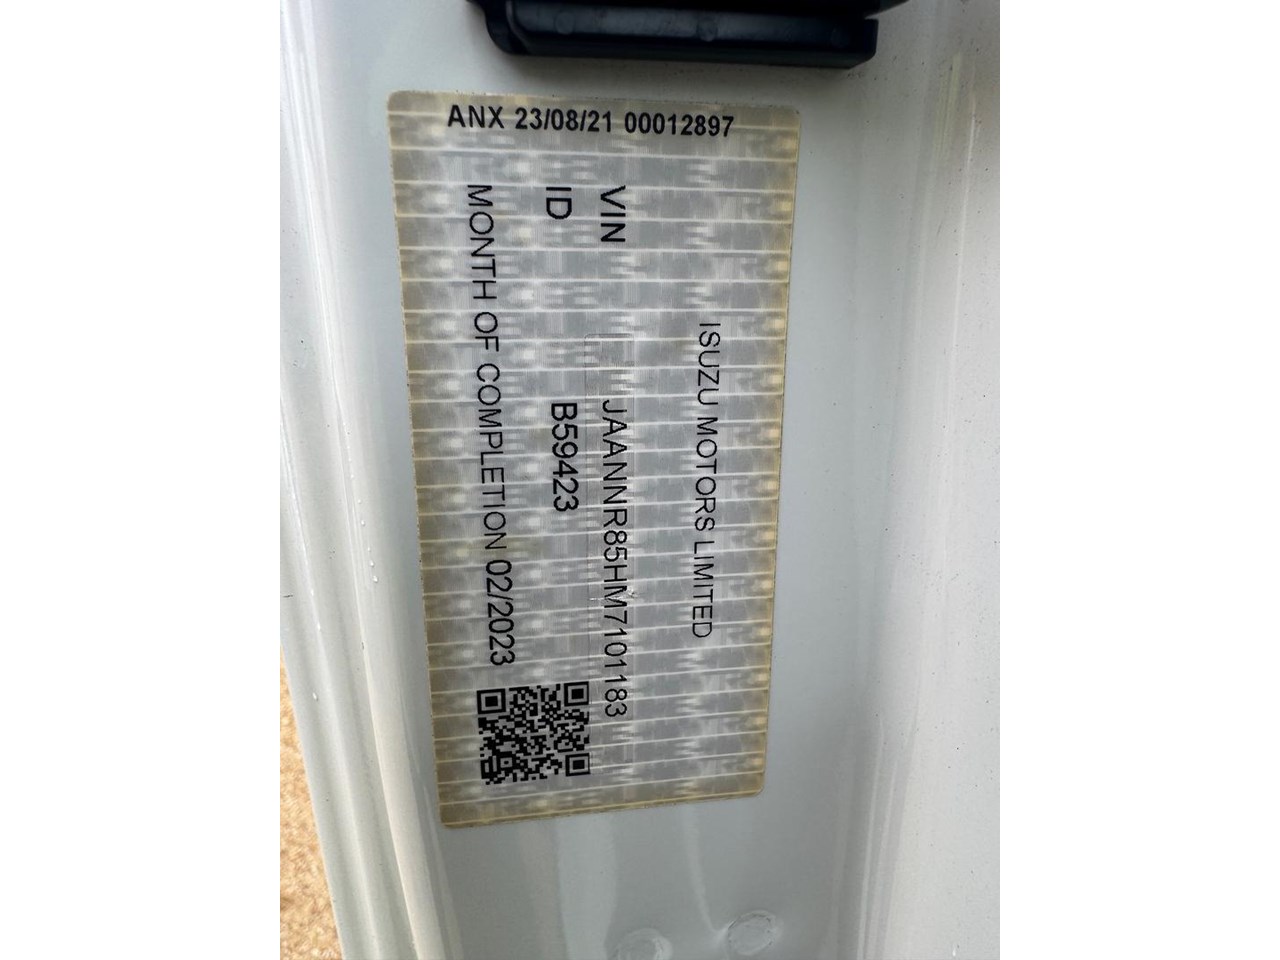 ANX 23/08/21 00012897
ISUZU MOTORS LIMITED
VIN JAANNR85HM7101183
ID B59423
MONTH OF COMPLETION 02/2023